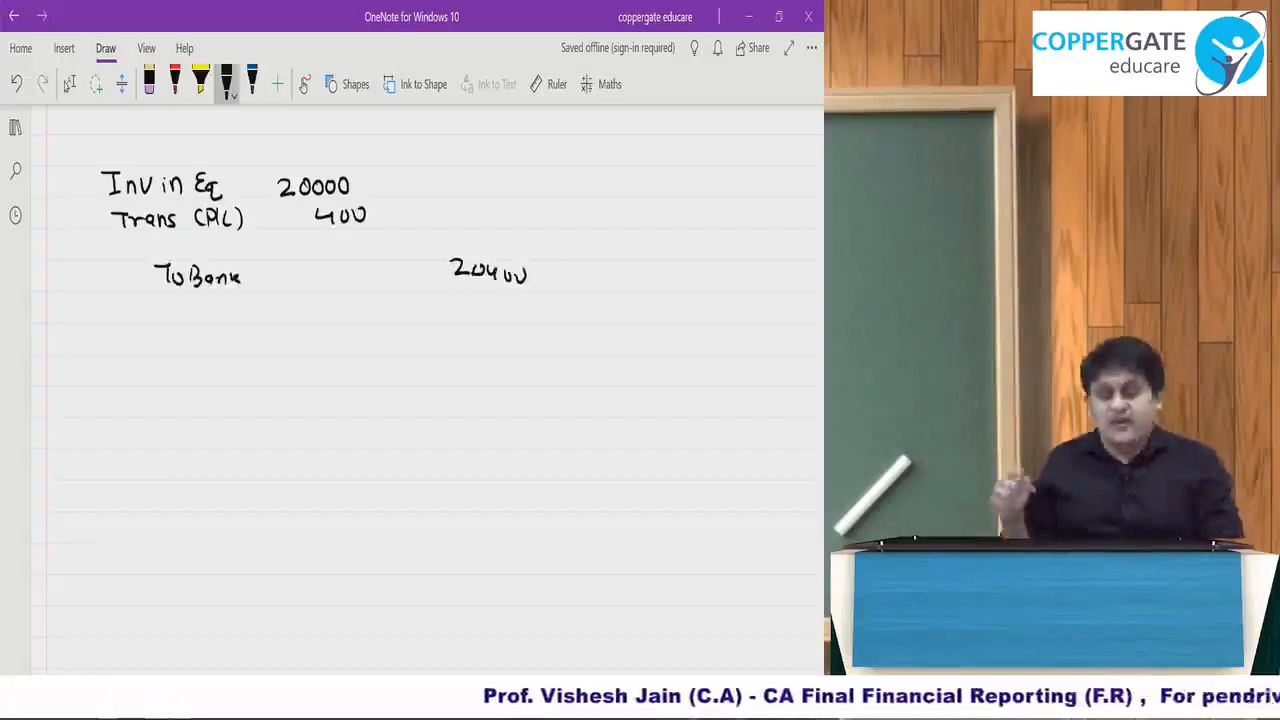 OneNote for Windows 10
coppergate educare
Home Insert Draw View Help
Saved offline (sign-in required)
Share
Shapes
Ink to Shape
Ink to Text
Ruler
Maths
COPPERGATE
educare
Inv in Eq 20000
Trans (P/L) 400
To Bank 20400
Prof. Vishesh Jain (C.A) - CA Final Financial Reporting (F.R) , For pendriv